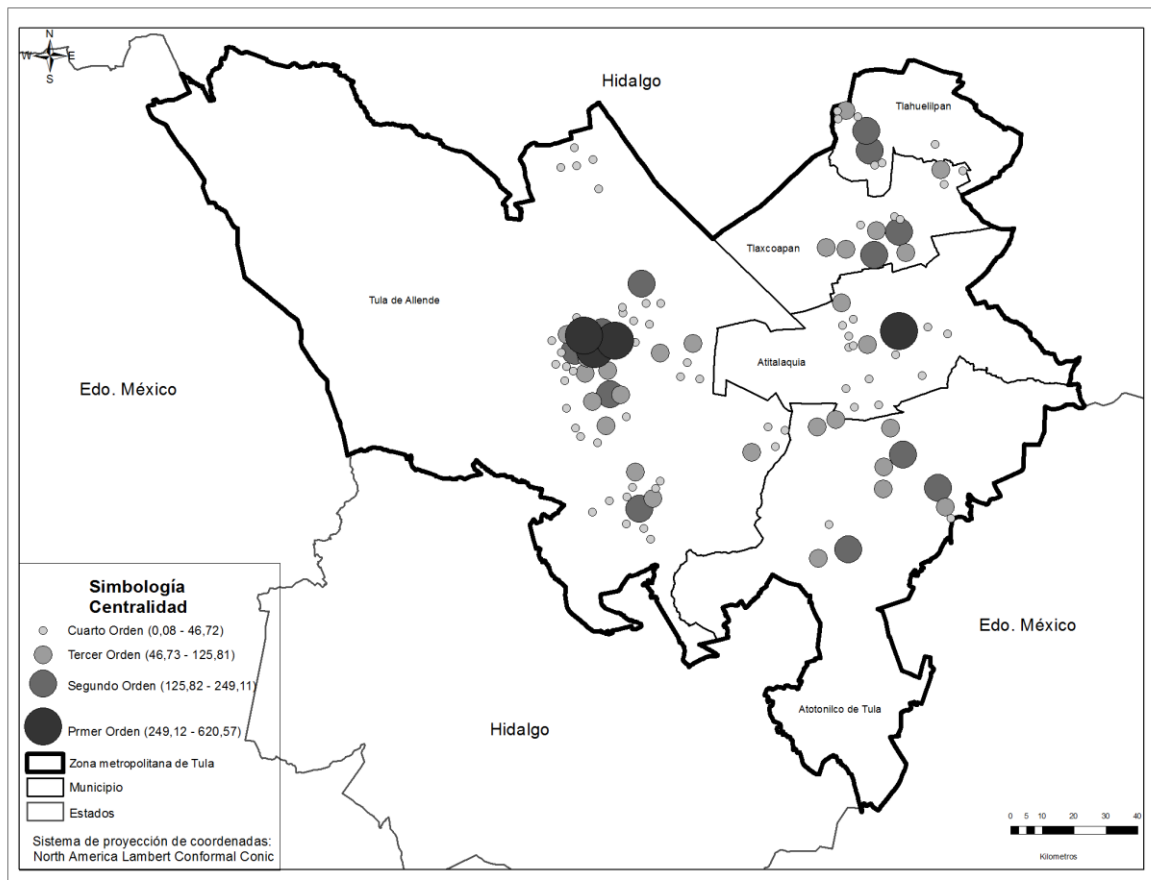 N
W E
S
Hidalgo
Tlahuelilpan
Tlaxcoapan
Tula de Allende
Atitalaquia
Edo. México
Edo. México
Atotonilco de Tula
Hidalgo
Simbología
Centralidad
Cuarto Orden (0,08 - 46,72)
Tercer Orden (46,73 - 125,81)
Segundo Orden (125,82 - 249,11)
Prmer Orden (249,12 - 620,57)
Zona metropolitana de Tula
Municipio
Estados
Sistema de proyección de coordenadas:
North America Lambert Conformal Conic
0 5 10 20 30 40
Kilometros